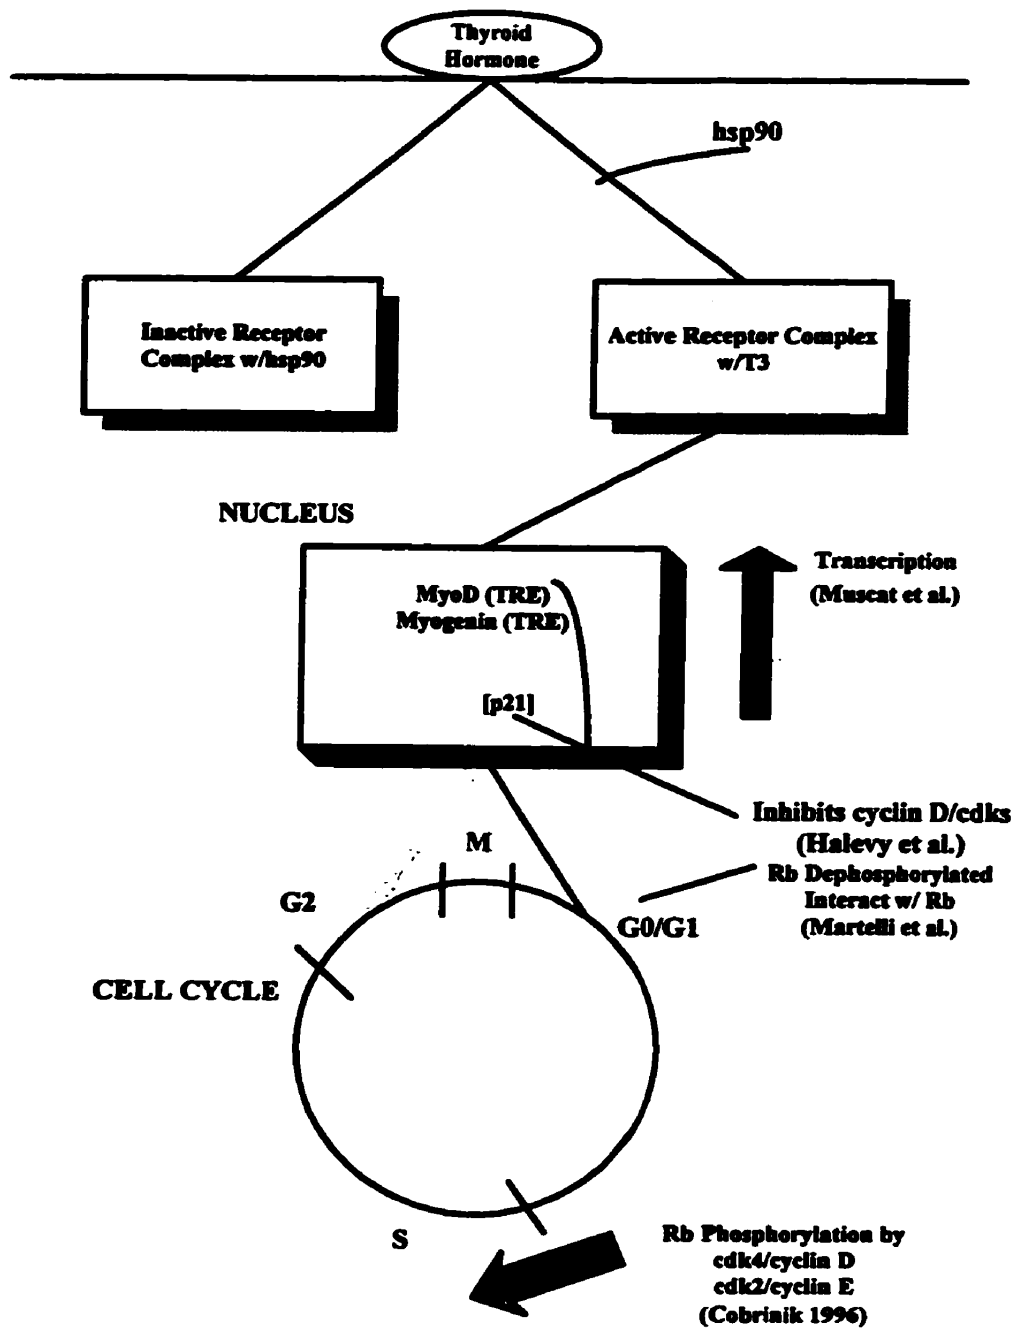 Thyroid
Hormone
hsp90
Inactive Receptor
Complex w/hsp90
Active Receptor Complex
w/T3
NUCLEUS
MyoD (TRE)
Myogenin (TRE)
[p21]
Transcription
(Muscat et al.)
Inhibits cyclin D/cdks
(Halevy et al.)
Rb Dephosphorylated
Interact w/ Rb
(Martelli et al.)
M
G2
G0/G1
CELL CYCLE
S
Rb Phosphorylation by
cdk4/cyclin D
cdk2/cyclin E
(Cobrinik 1996)